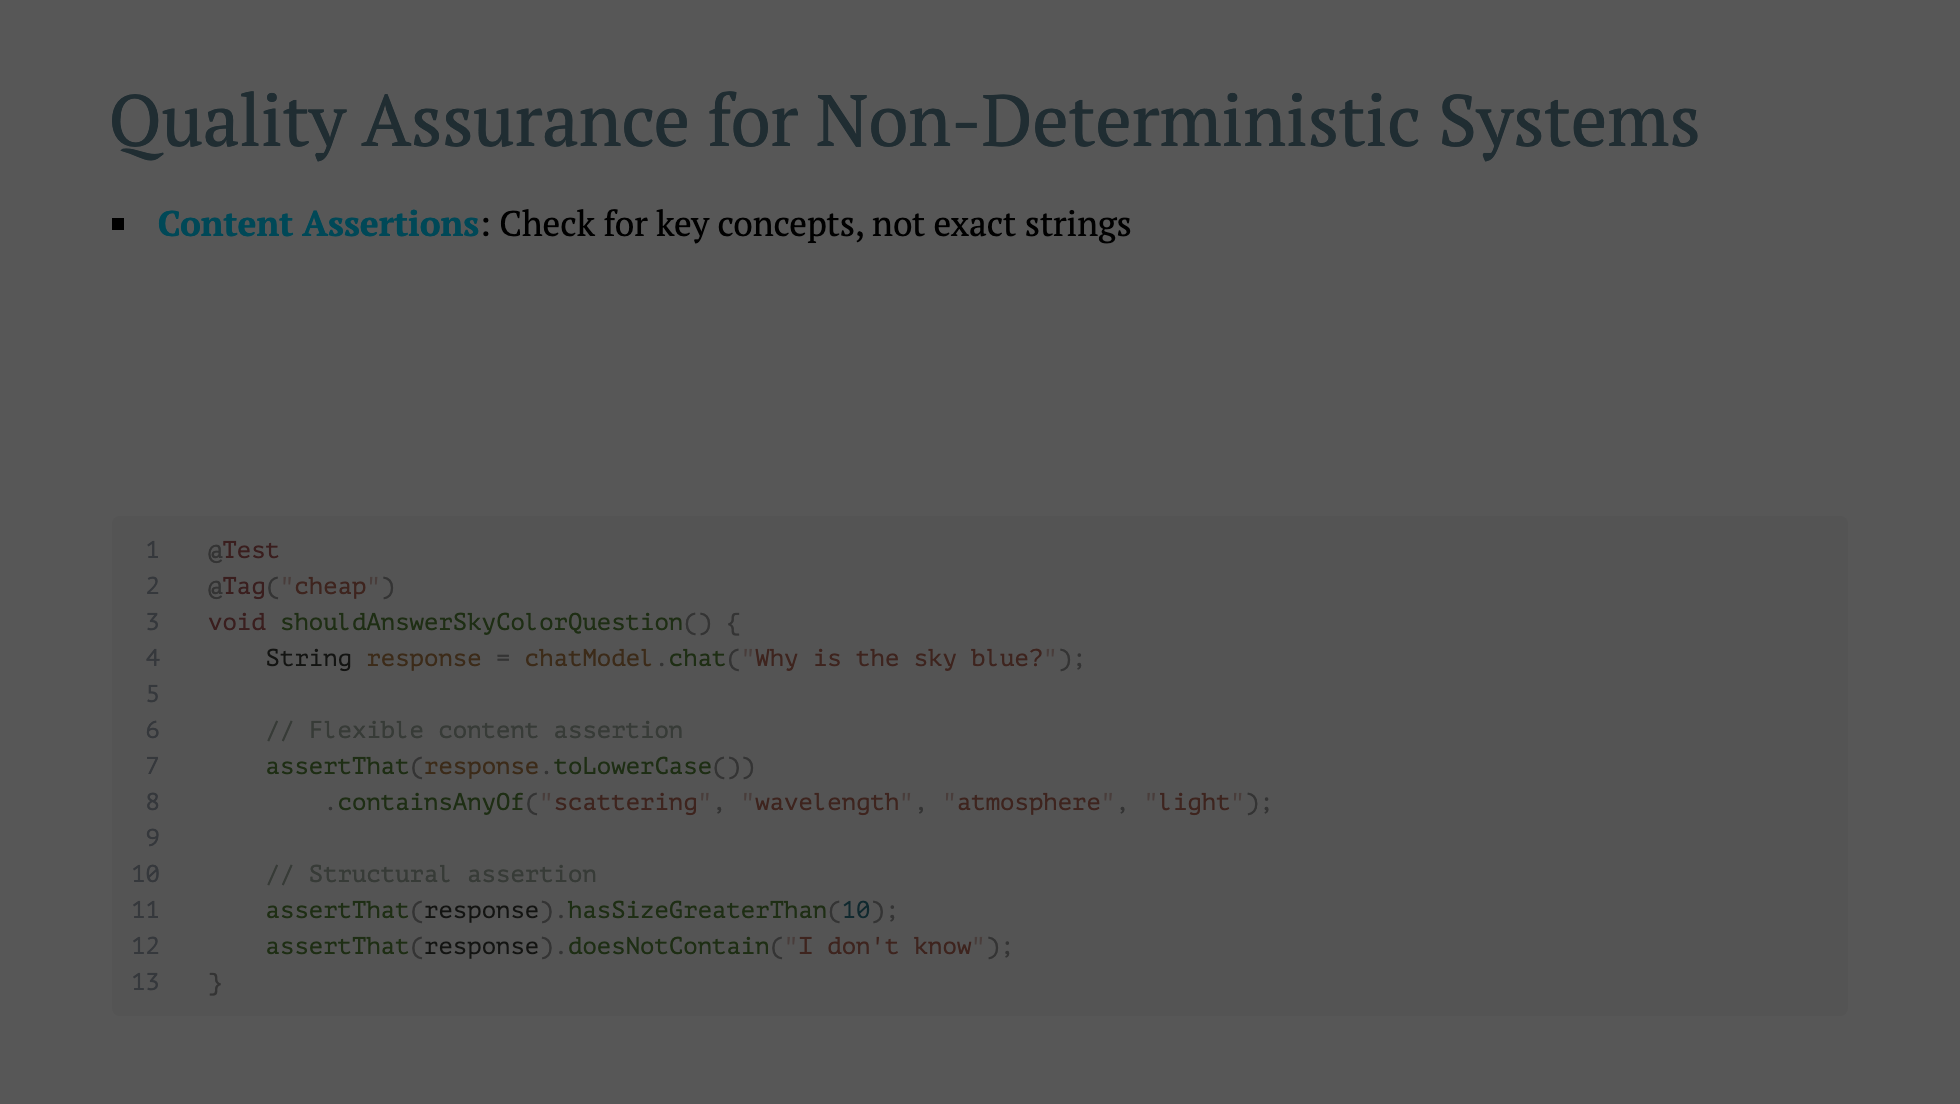 Quality Assurance for Non-Deterministic Systems
▪ Content Assertions: Check for key concepts, not exact strings
1 @Test
2 @Tag("cheap")
3 void shouldAnswerSkyColorQuestion() {
4     String response = chatModel.chat("Why is the sky blue?");
5
6     // Flexible content assertion
7     assertThat(response.toLowerCase())
8         .containsAnyOf("scattering", "wavelength", "atmosphere", "light");
9
10     // Structural assertion
11     assertThat(response).hasSizeGreaterThan(10);
12     assertThat(response).doesNotContain("I don't know");
13 }